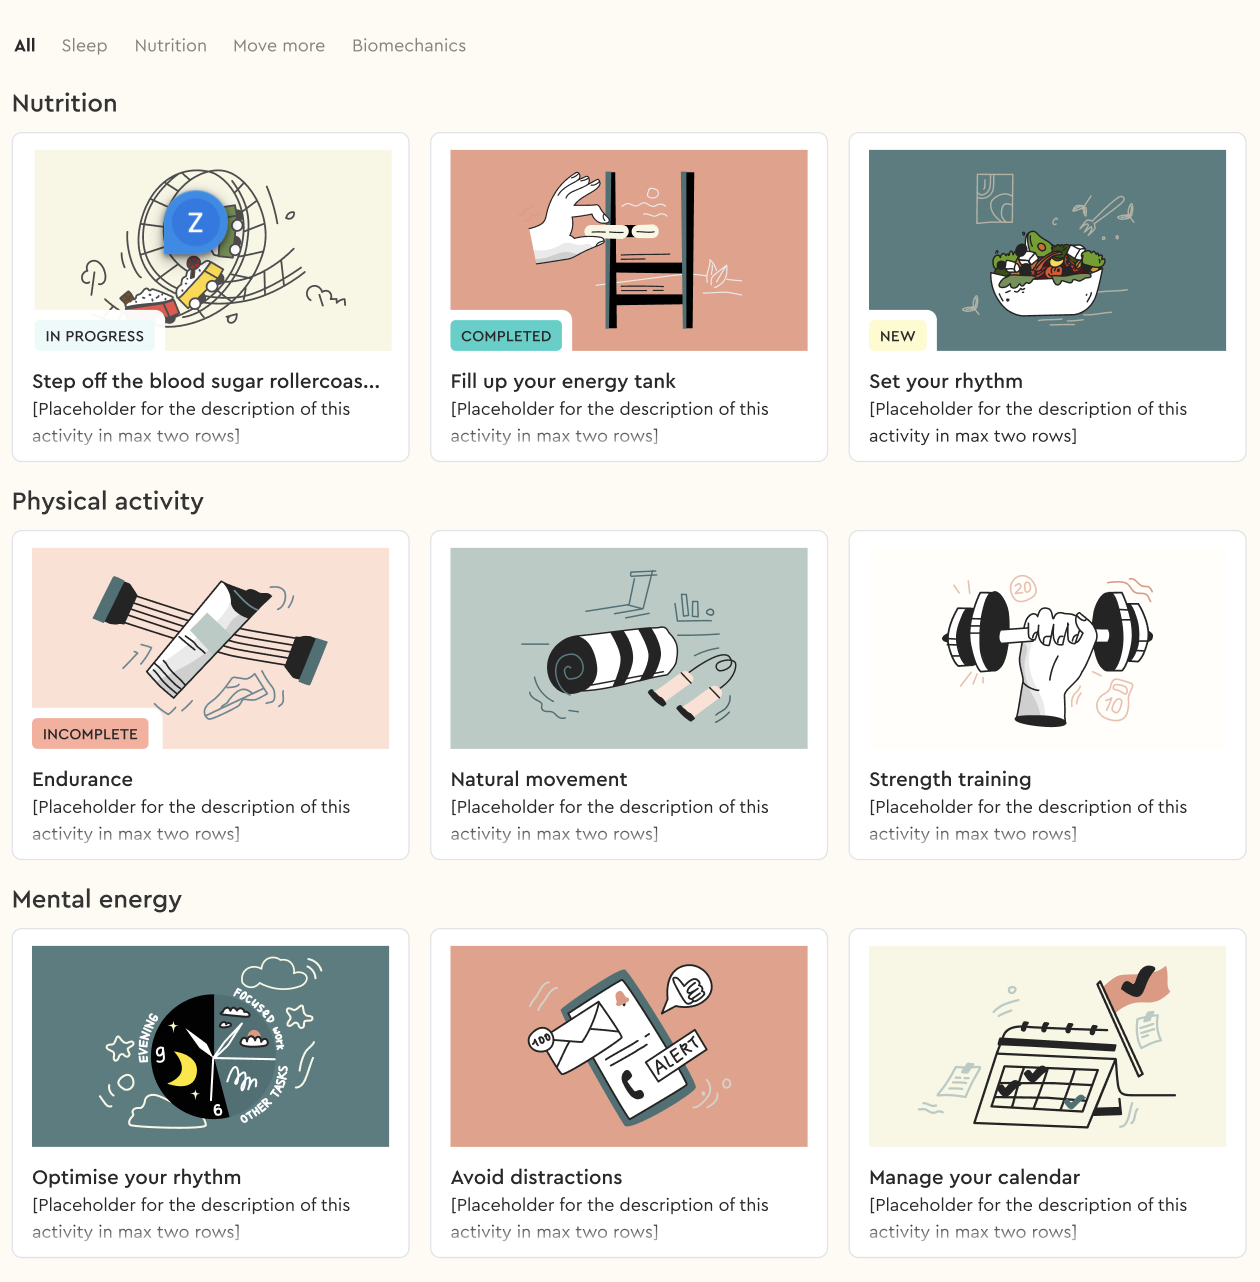 All Sleep Nutrition Move more Biomechanics
Nutrition
Z
IN PROGRESS
Step off the blood sugar rollercoas...
[Placeholder for the description of this
activity in max two rows]
COMPLETED
Fill up your energy tank
[Placeholder for the description of this
activity in max two rows]
NEW
Set your rhythm
[Placeholder for the description of this
activity in max two rows]
Physical activity
INCOMPLETE
Endurance
[Placeholder for the description of this
activity in max two rows]
Natural movement
[Placeholder for the description of this
activity in max two rows]
20
10
Strength training
[Placeholder for the description of this
activity in max two rows]
Mental energy
FOCUSED WORK
EVENING
9
OTHER TASKS
6
Optimise your rhythm
[Placeholder for the description of this
activity in max two rows]
100
ALERT
Avoid distractions
[Placeholder for the description of this
activity in max two rows]
Manage your calendar
[Placeholder for the description of this
activity in max two rows]